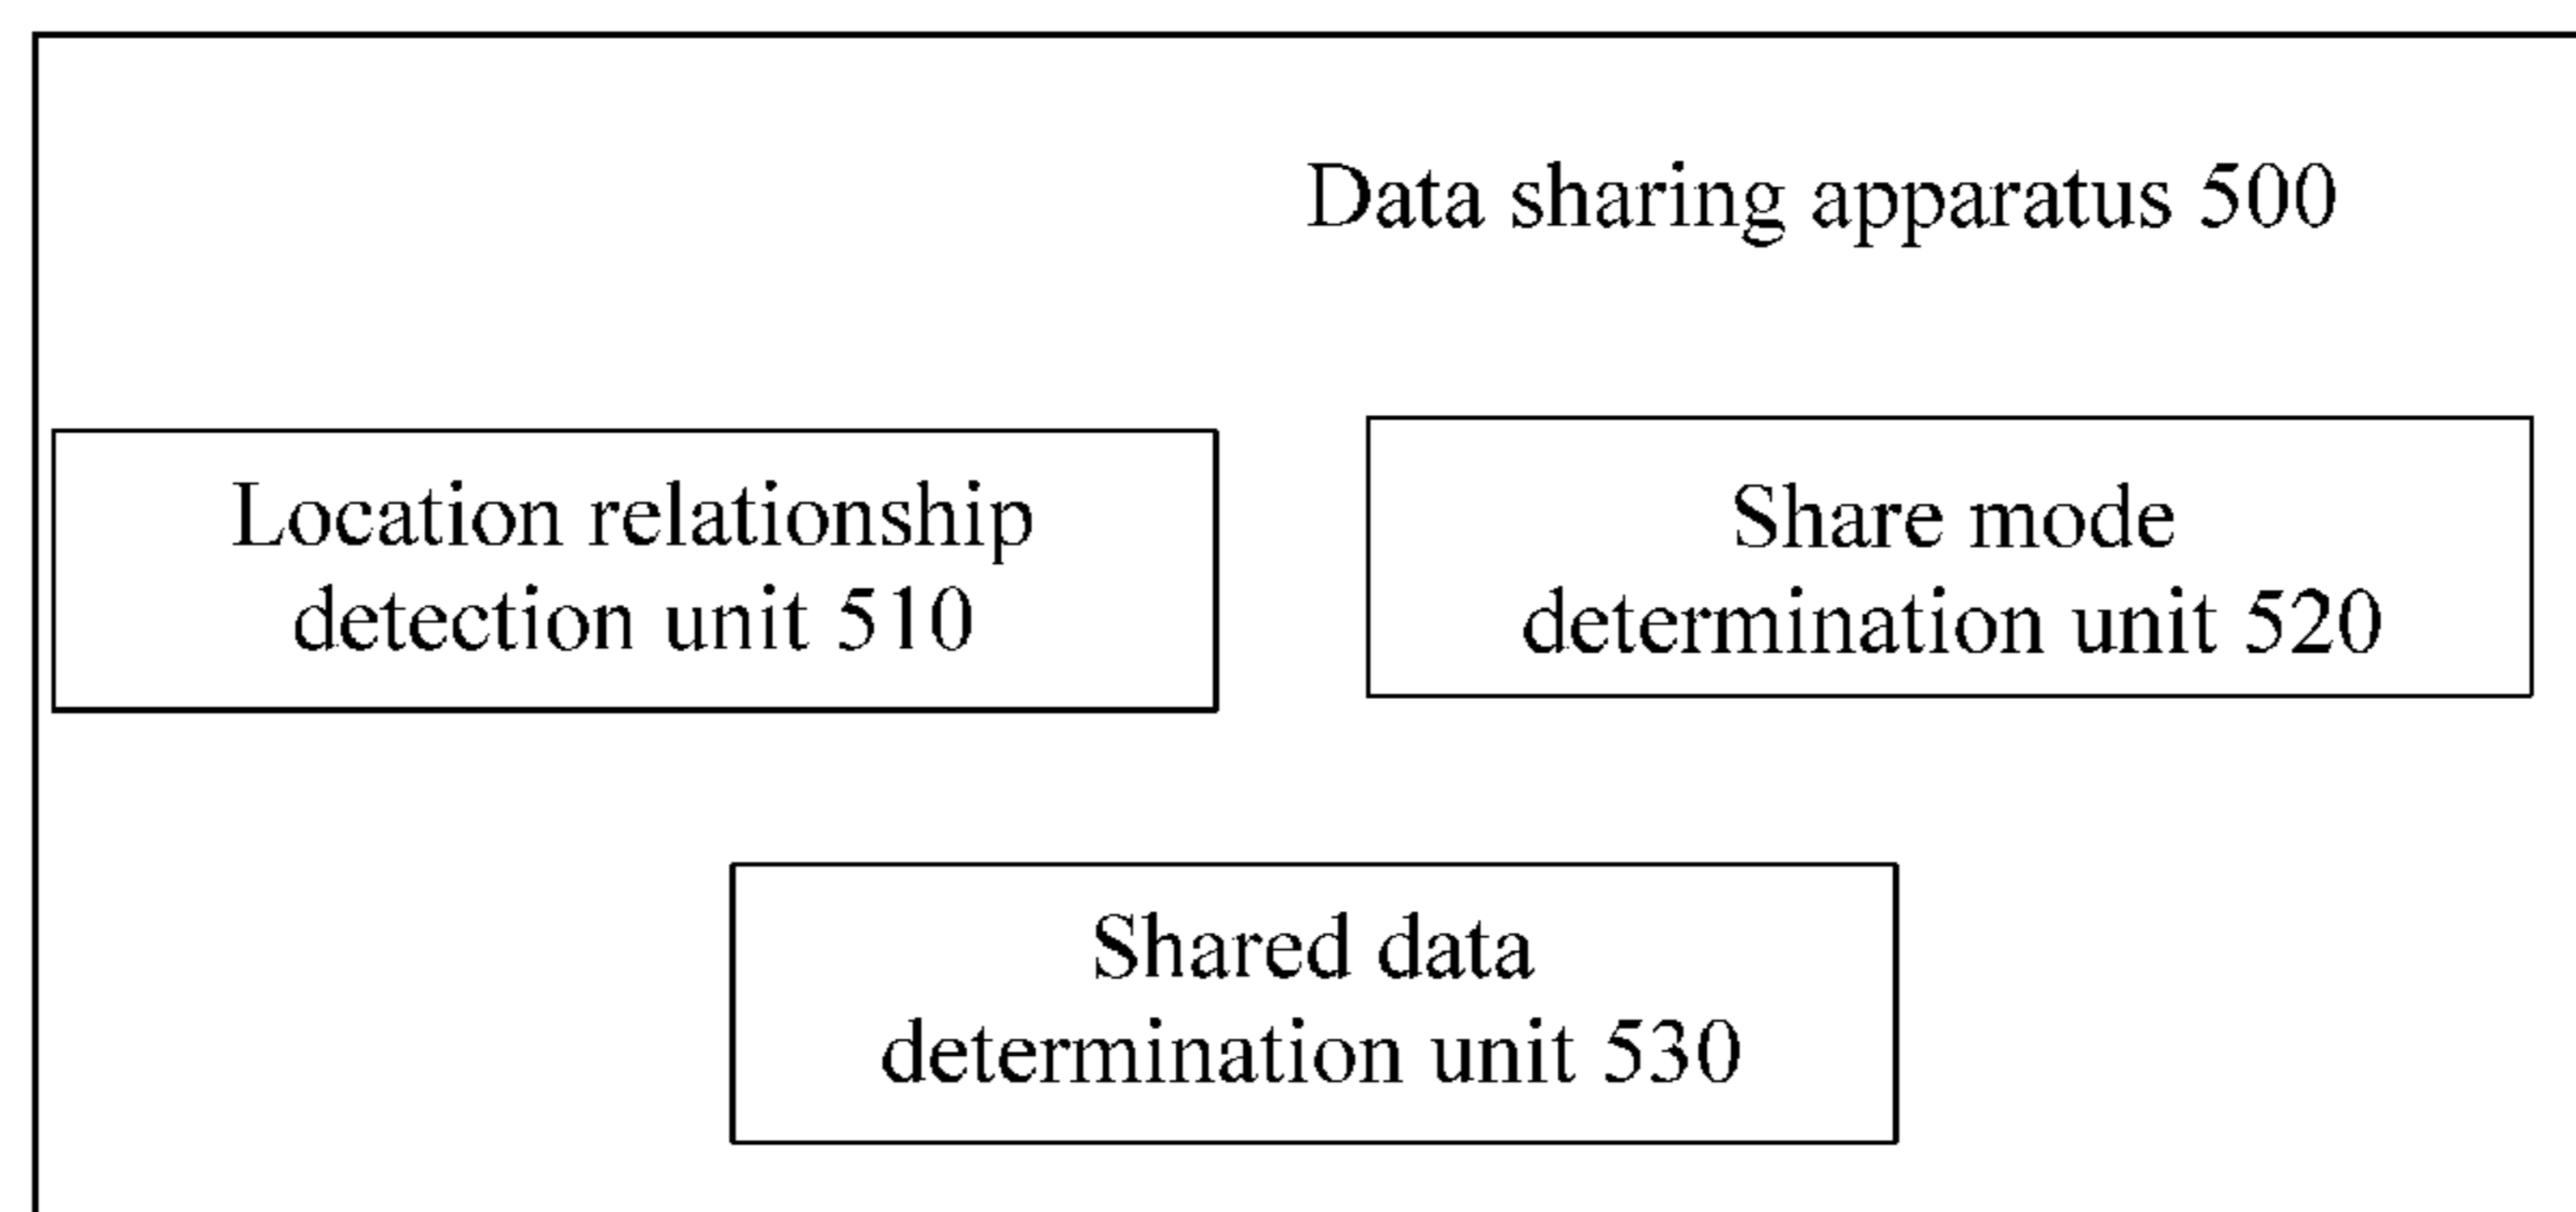 Data sharing apparatus 500
Location relationship
detection unit 510
Share mode
determination unit 520
Shared data
determination unit 530